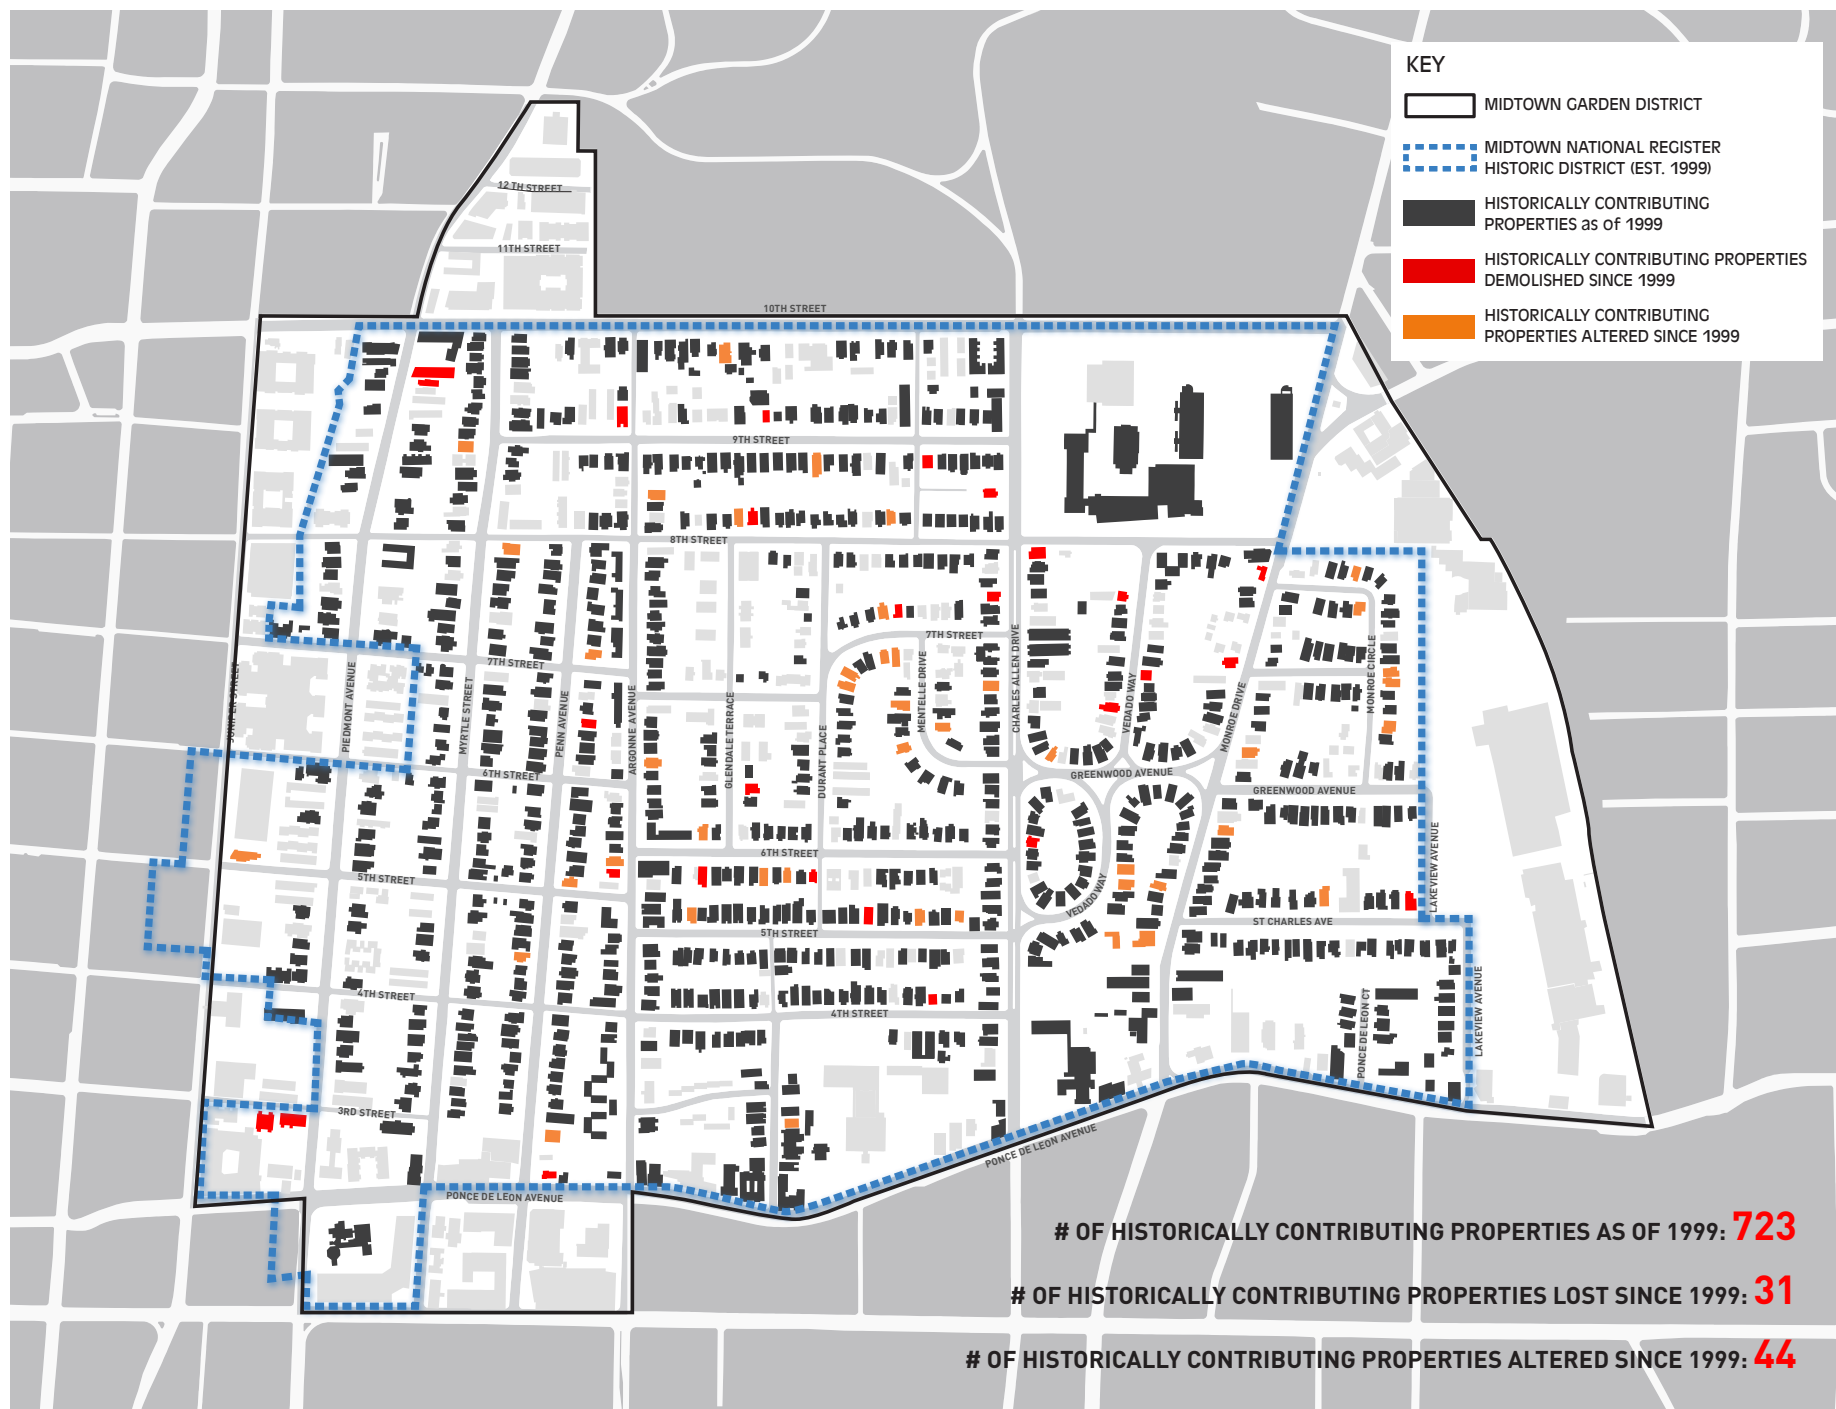 KEY
MIDTOWN GARDEN DISTRICT
MIDTOWN NATIONAL REGISTER
HISTORIC DISTRICT (EST. 1999)
HISTORICALLY CONTRIBUTING
PROPERTIES as of 1999
HISTORICALLY CONTRIBUTING PROPERTIES
DEMOLISHED SINCE 1999
HISTORICALLY CONTRIBUTING
PROPERTIES ALTERED SINCE 1999
12 TH STREET
11TH STREET
10TH STREET
9TH STREET
8TH STREET
7TH STREET
7TH STREET
JUNIPER STREET
PIEDMONT AVENUE
MYRTLE STREET
PENN AVENUE
ARGONNE AVENUE
GLENDALE TERRACE
DURANT PLACE
MENTELLE DRIVE
CHARLES ALLEN DRIVE
VEDADO WAY
MONROE DRIVE
MONROE CIRCLE
6TH STREET
GREENWOOD AVENUE
GREENWOOD AVENUE
6TH STREET
LAKEVIEW AVENUE
5TH STREET
VEDADO WAY
ST CHARLES AVE
5TH STREET
4TH STREET
4TH STREET
LAKEVIEW AVENUE
PONCE DE LEON CT
3RD STREET
PONCE DE LEON AVENUE
PONCE DE LEON AVENUE
# OF HISTORICALLY CONTRIBUTING PROPERTIES AS OF 1999: 723
# OF HISTORICALLY CONTRIBUTING PROPERTIES LOST SINCE 1999: 31
# OF HISTORICALLY CONTRIBUTING PROPERTIES ALTERED SINCE 1999: 44